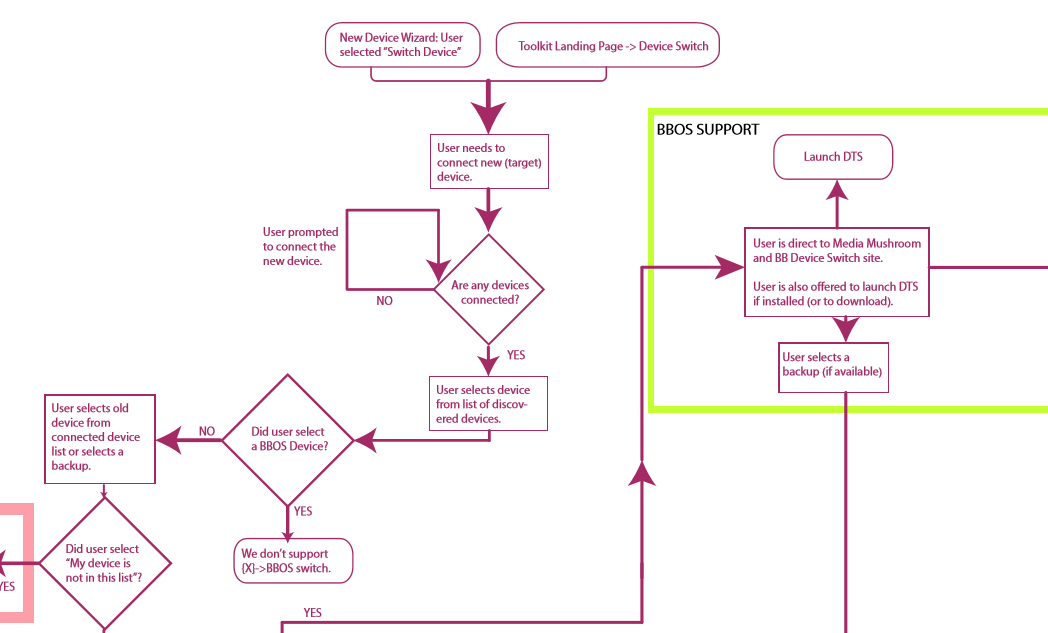 New Device Wizard: User
selected “Switch Device”
Toolkit Landing Page -> Device Switch
BBOS SUPPORT
User needs to
connect new (target)
device.
Launch DTS
User prompted
to connect the
new device.
User is direct to Media Mushroom
and BB Device Switch site.
User is also offered to launch DTS
if installed (or to download).
Are any devices
connected?
NO
YES
User selects a
backup (if available)
User selects device
from list of discov-
ered devices.
User selects old
device from
connected device
list or selects a
backup.
NO
Did user select
a BBOS Device?
YES
Did user select
“My device is
not in this list”?
We don’t support
{X}->BBOS switch.
YES
YES